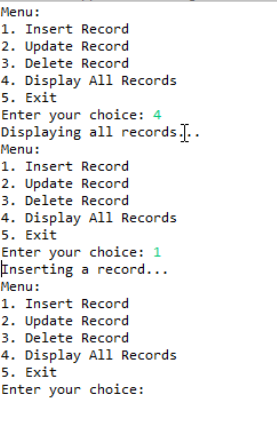 Menu:
1. Insert Record
2. Update Record
3. Delete Record
4. Display All Records
5. Exit
Enter your choice: 4
Displaying all records...
Menu:
1. Insert Record
2. Update Record
3. Delete Record
4. Display All Records
5. Exit
Enter your choice: 1
Inserting a record...
Menu:
1. Insert Record
2. Update Record
3. Delete Record
4. Display All Records
5. Exit
Enter your choice: